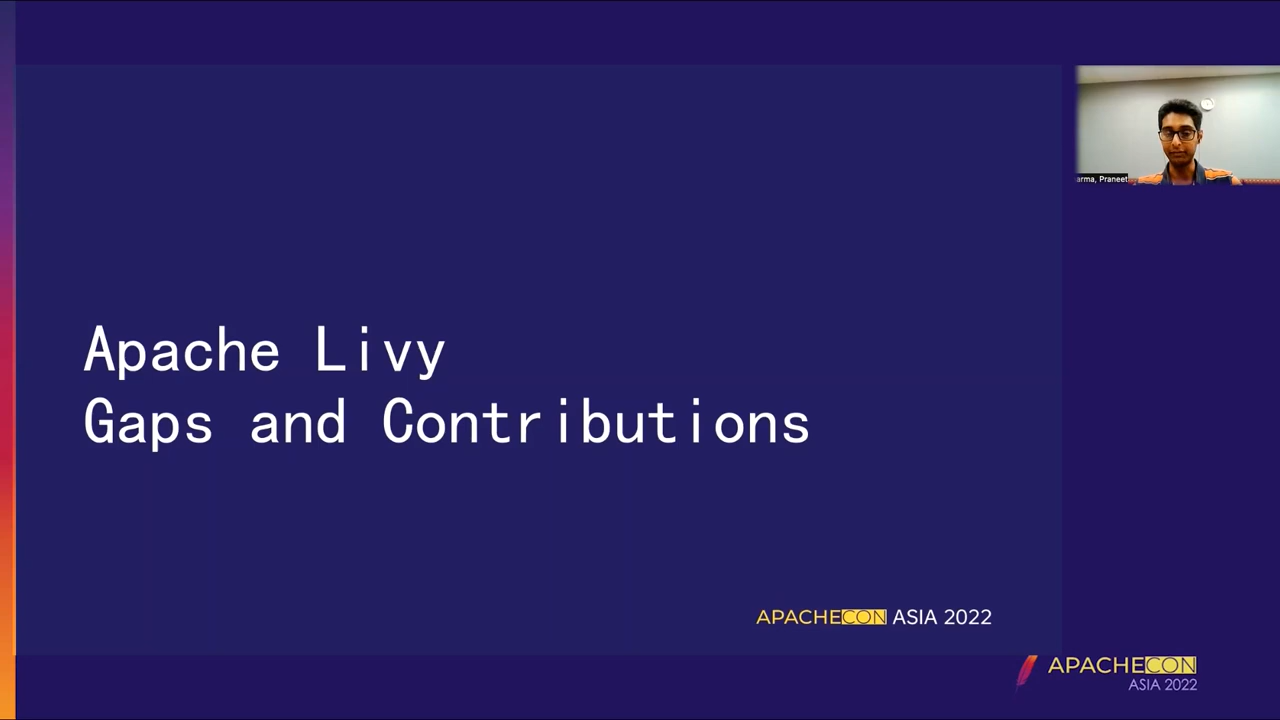 Apache Livy
Gaps and Contributions
APACHECON ASIA 2022
arma, Praneet
APACHECON
ASIA 2022